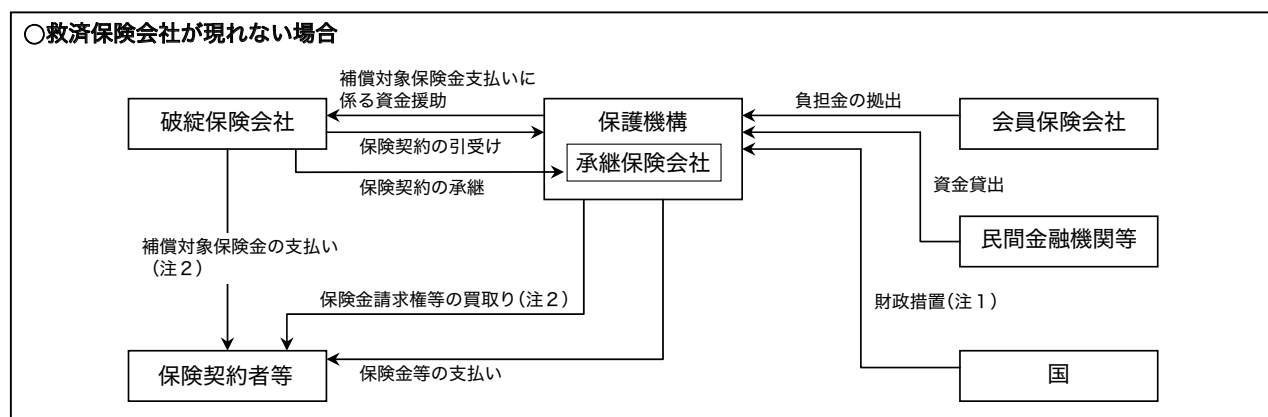 ○救済保険会社が現れない場合
補償対象保険金支払いに
係る資金援助
負担金の拠出
破綻保険会社
保護機構
会員保険会社
保険契約の引受け
承継保険会社
保険契約の承継
資金貸出
民間金融機関等
補償対象保険金の支払い
（注２）
保険金請求権等の買取り（注２）
財政措置（注１）
保険契約者等
保険金等の支払い
国